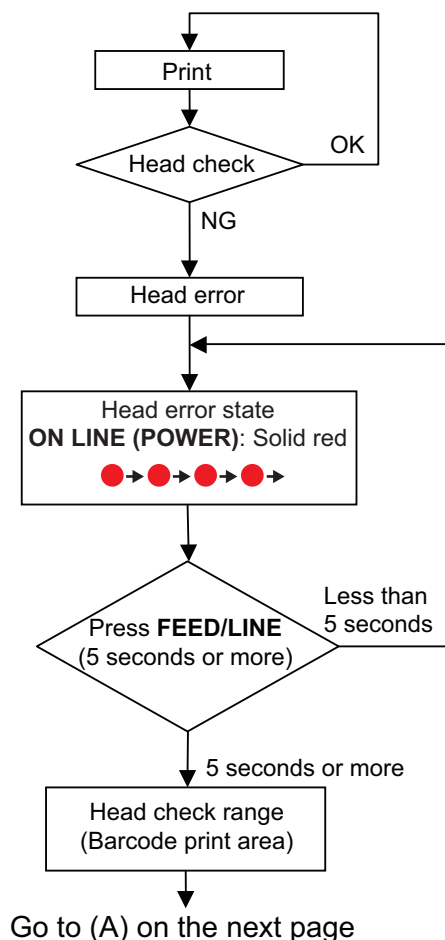 Print
Head check
OK
NG
Head error
Head error state
ON LINE (POWER): Solid red
Press FEED/LINE
(5 seconds or more)
Less than
5 seconds
5 seconds or more
Head check range
(Barcode print area)
Go to (A) on the next page